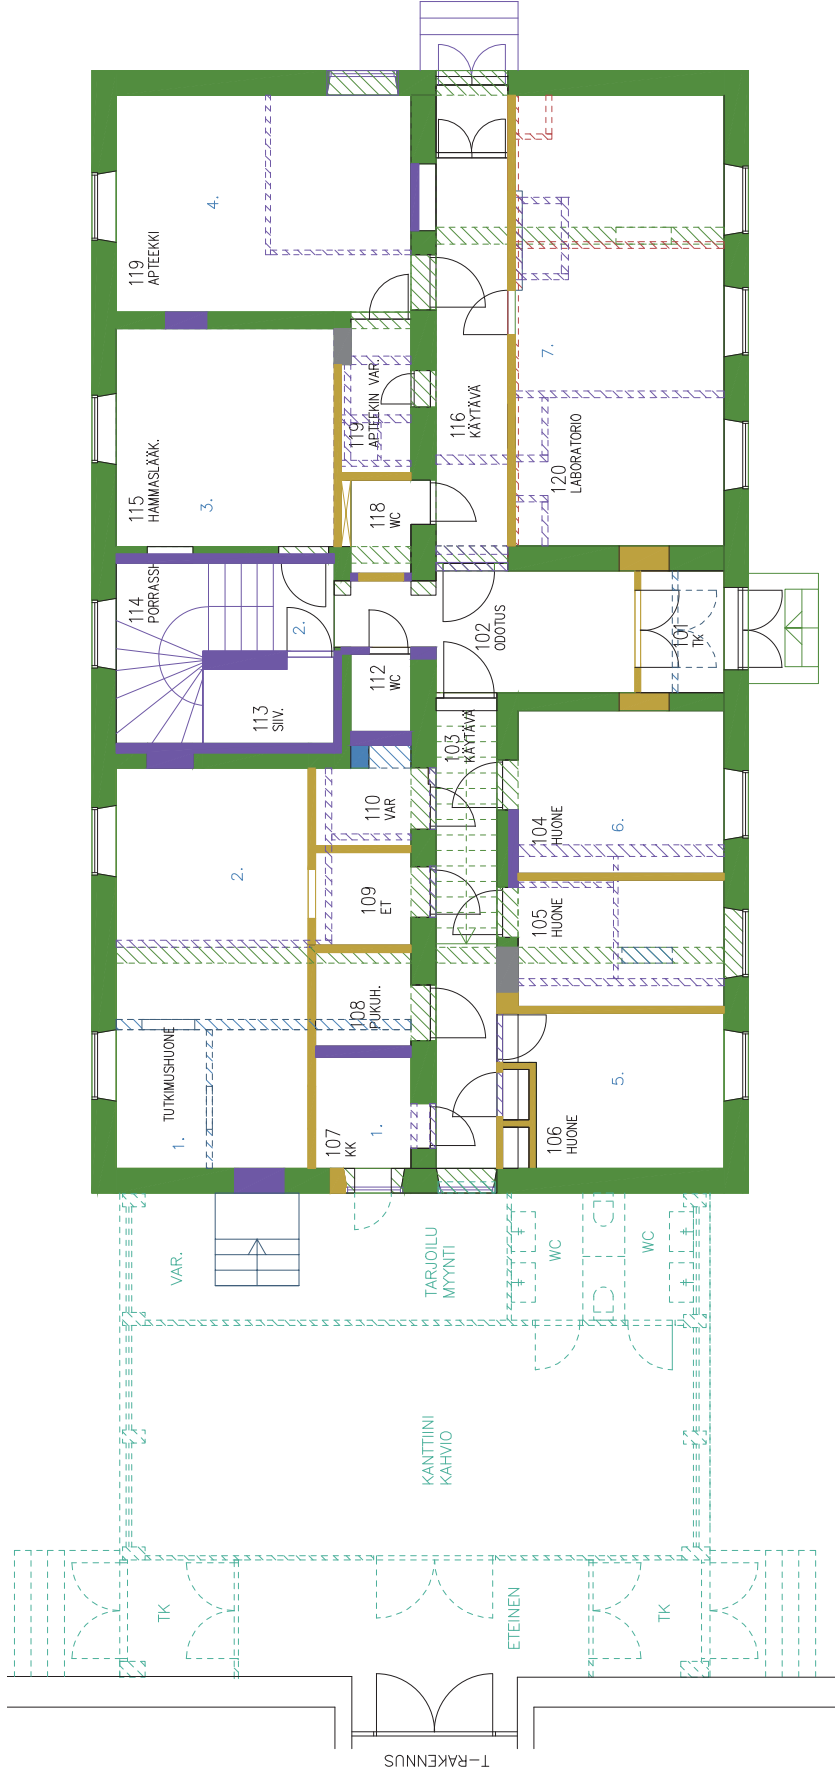 119
APTEEKKI
4.
115
HAMMASLÄÄK.
3.
119
APTEEKIN VAR.
116
KÄYTÄVÄ
7.
120
LABORATORIO
118
WC
114
PORRASSH
2.
113
SIIV.
112
WC
102
ODOTUS
101
TK
103
KÄYTÄVÄ
110
VAR
104
HUONE
6.
2.
109
ET
105
HUONE
108
PUKUH.
TUTKIMUSHUONE
1.
107
KK
1.
106
HUONE
5.
VAR.
TARJOILU
MYYNTI
WC
WC
KANTTIINI
KAHVIO
TK
ETEINEN
TK
T-RAKENNUS